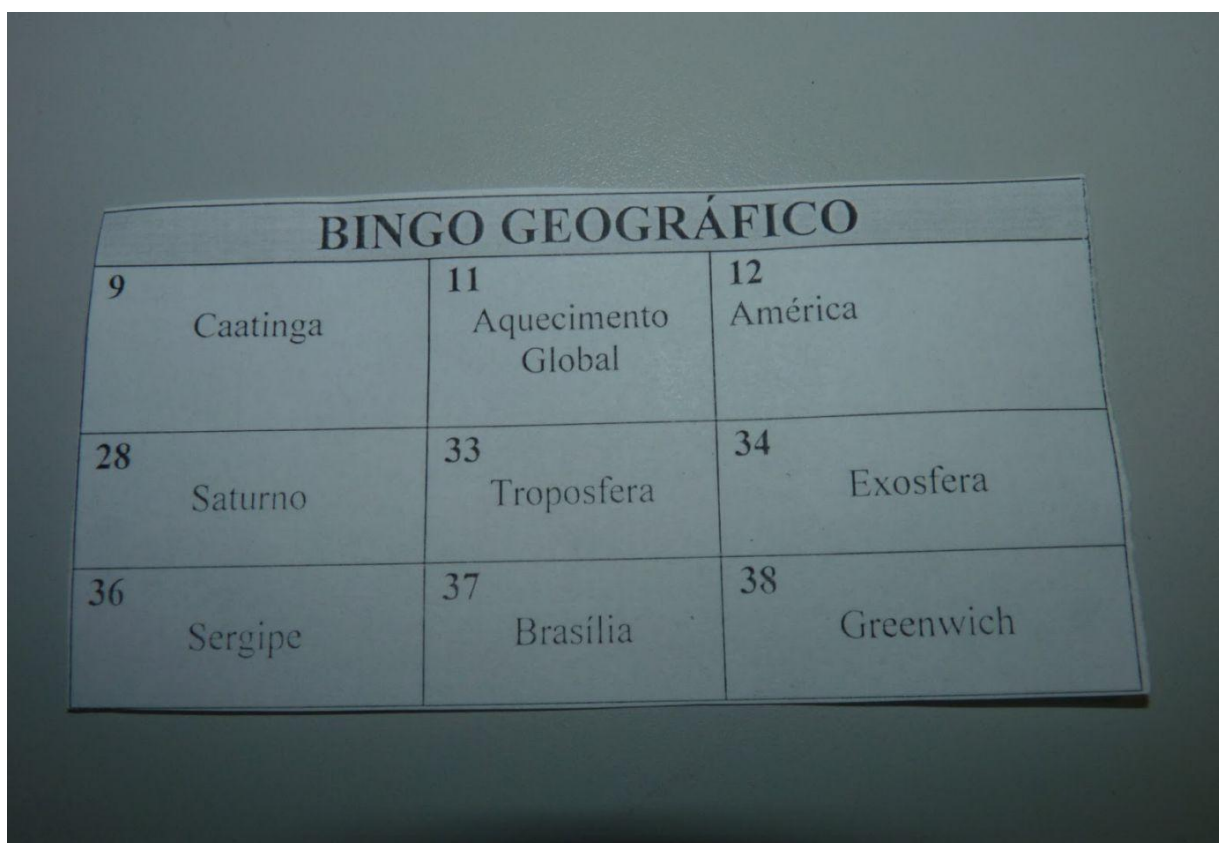 BINGO GEOGRÁFICO
9
Caatinga
11
Aquecimento
Global
12
América
28
Saturno
33
Troposfera
34
Exosfera
36
Sergipe
37
Brasília
38
Greenwich